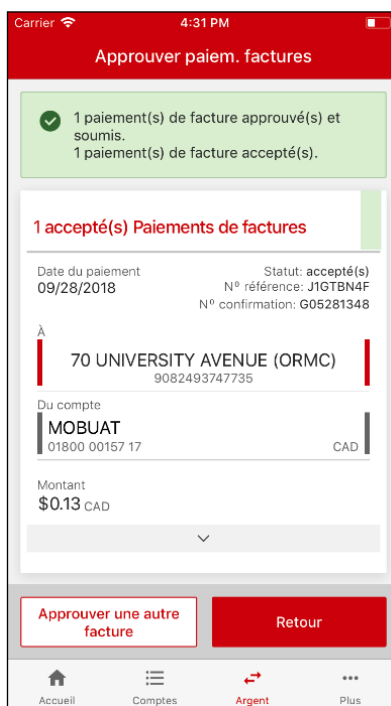 Carrier 4:31 PM
Approuver paiem. factures
1 paiement(s) de facture approuvé(s) et
soumis.
1 paiement(s) de facture accepté(s).
1 accepté(s) Paiements de factures
Date du paiement
09/28/2018
Statut: accepté(s)
Nº référence: J1GTBN4F
Nº confirmation: G05281348
À
70 UNIVERSITY AVENUE (ORMC)
9082493747735
Du compte
MOBUAT
01800 00157 17 CAD
Montant
$0.13 CAD
Approuver une autre
facture
Retour
Accueil Comptes Argent Plus